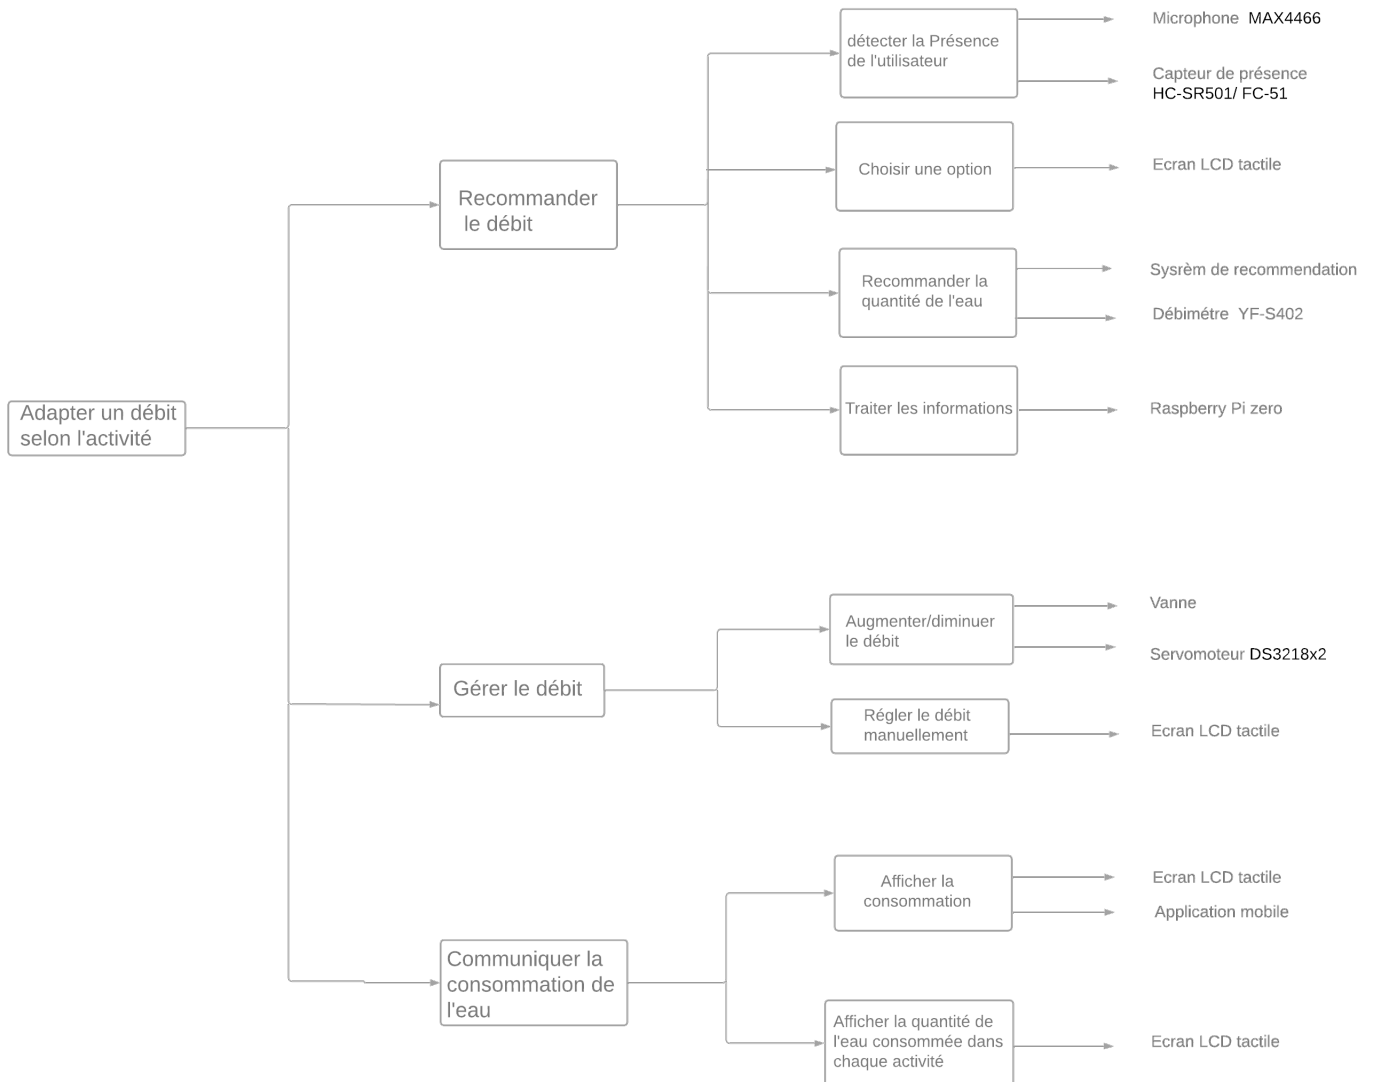 Microphone  MAX4466
détecter la Présence
de l'utilisateur
Capteur de présence
HC-SR501/ FC-51
Choisir une option
Ecran LCD tactile
Recommander
le débit
Recommander la
quantité de l'eau
Sysrèm de recommendation
Débimétre  YF-S402
Traiter les informations
Raspberry Pi zero
Adapter un débit
selon l'activité
Augmenter/diminuer
le débit
Vanne
Servomoteur DS3218x2
Gérer le débit
Régler le débit
manuellement
Ecran LCD tactile
Afficher la
consommation
Ecran LCD tactile
Application mobile
Communiquer la
consommation de
l'eau
Afficher la quantité de
l'eau consommée dans
chaque activité
Ecran LCD tactile